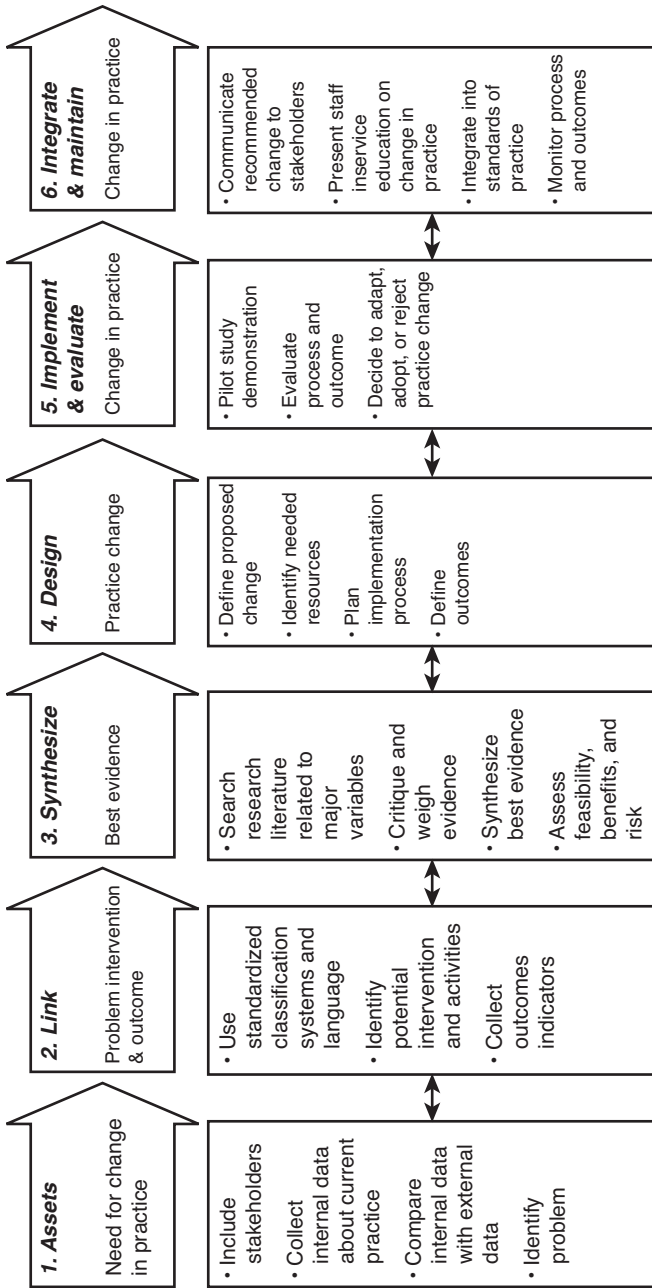 1. Assets
Need for change
in practice
• Include
stakeholders
• Collect
internal data
about current
practice
• Compare
internal data
with external
data
• Identify
problem
2. Link
Problem intervention
& outcome
• Use
standardized
classification
systems and
language
• Identify
potential
intervention
and activities
• Collect
outcomes
indicators
3. Synthesize
Best evidence
• Search
research
literature
related to
major
variables
• Critique and
weigh
evidence
• Synthesize
best evidence
• Assess
feasibility,
benefits, and
risk
4. Design
Practice change
• Define proposed
change
• Identify needed
resources
• Plan
implementation
process
• Define
outcomes
5. Implement
& evaluate
Change in practice
• Pilot study
demonstration
• Evaluate
process and
outcome
• Decide to adapt,
adopt, or reject
practice change
6. Integrate
& maintain
Change in practice
• Communicate
recommended
change to
stakeholders
• Present staff
inservice
education on
change in
practice
• Integrate into
standards of
practice
• Monitor process
and outcomes